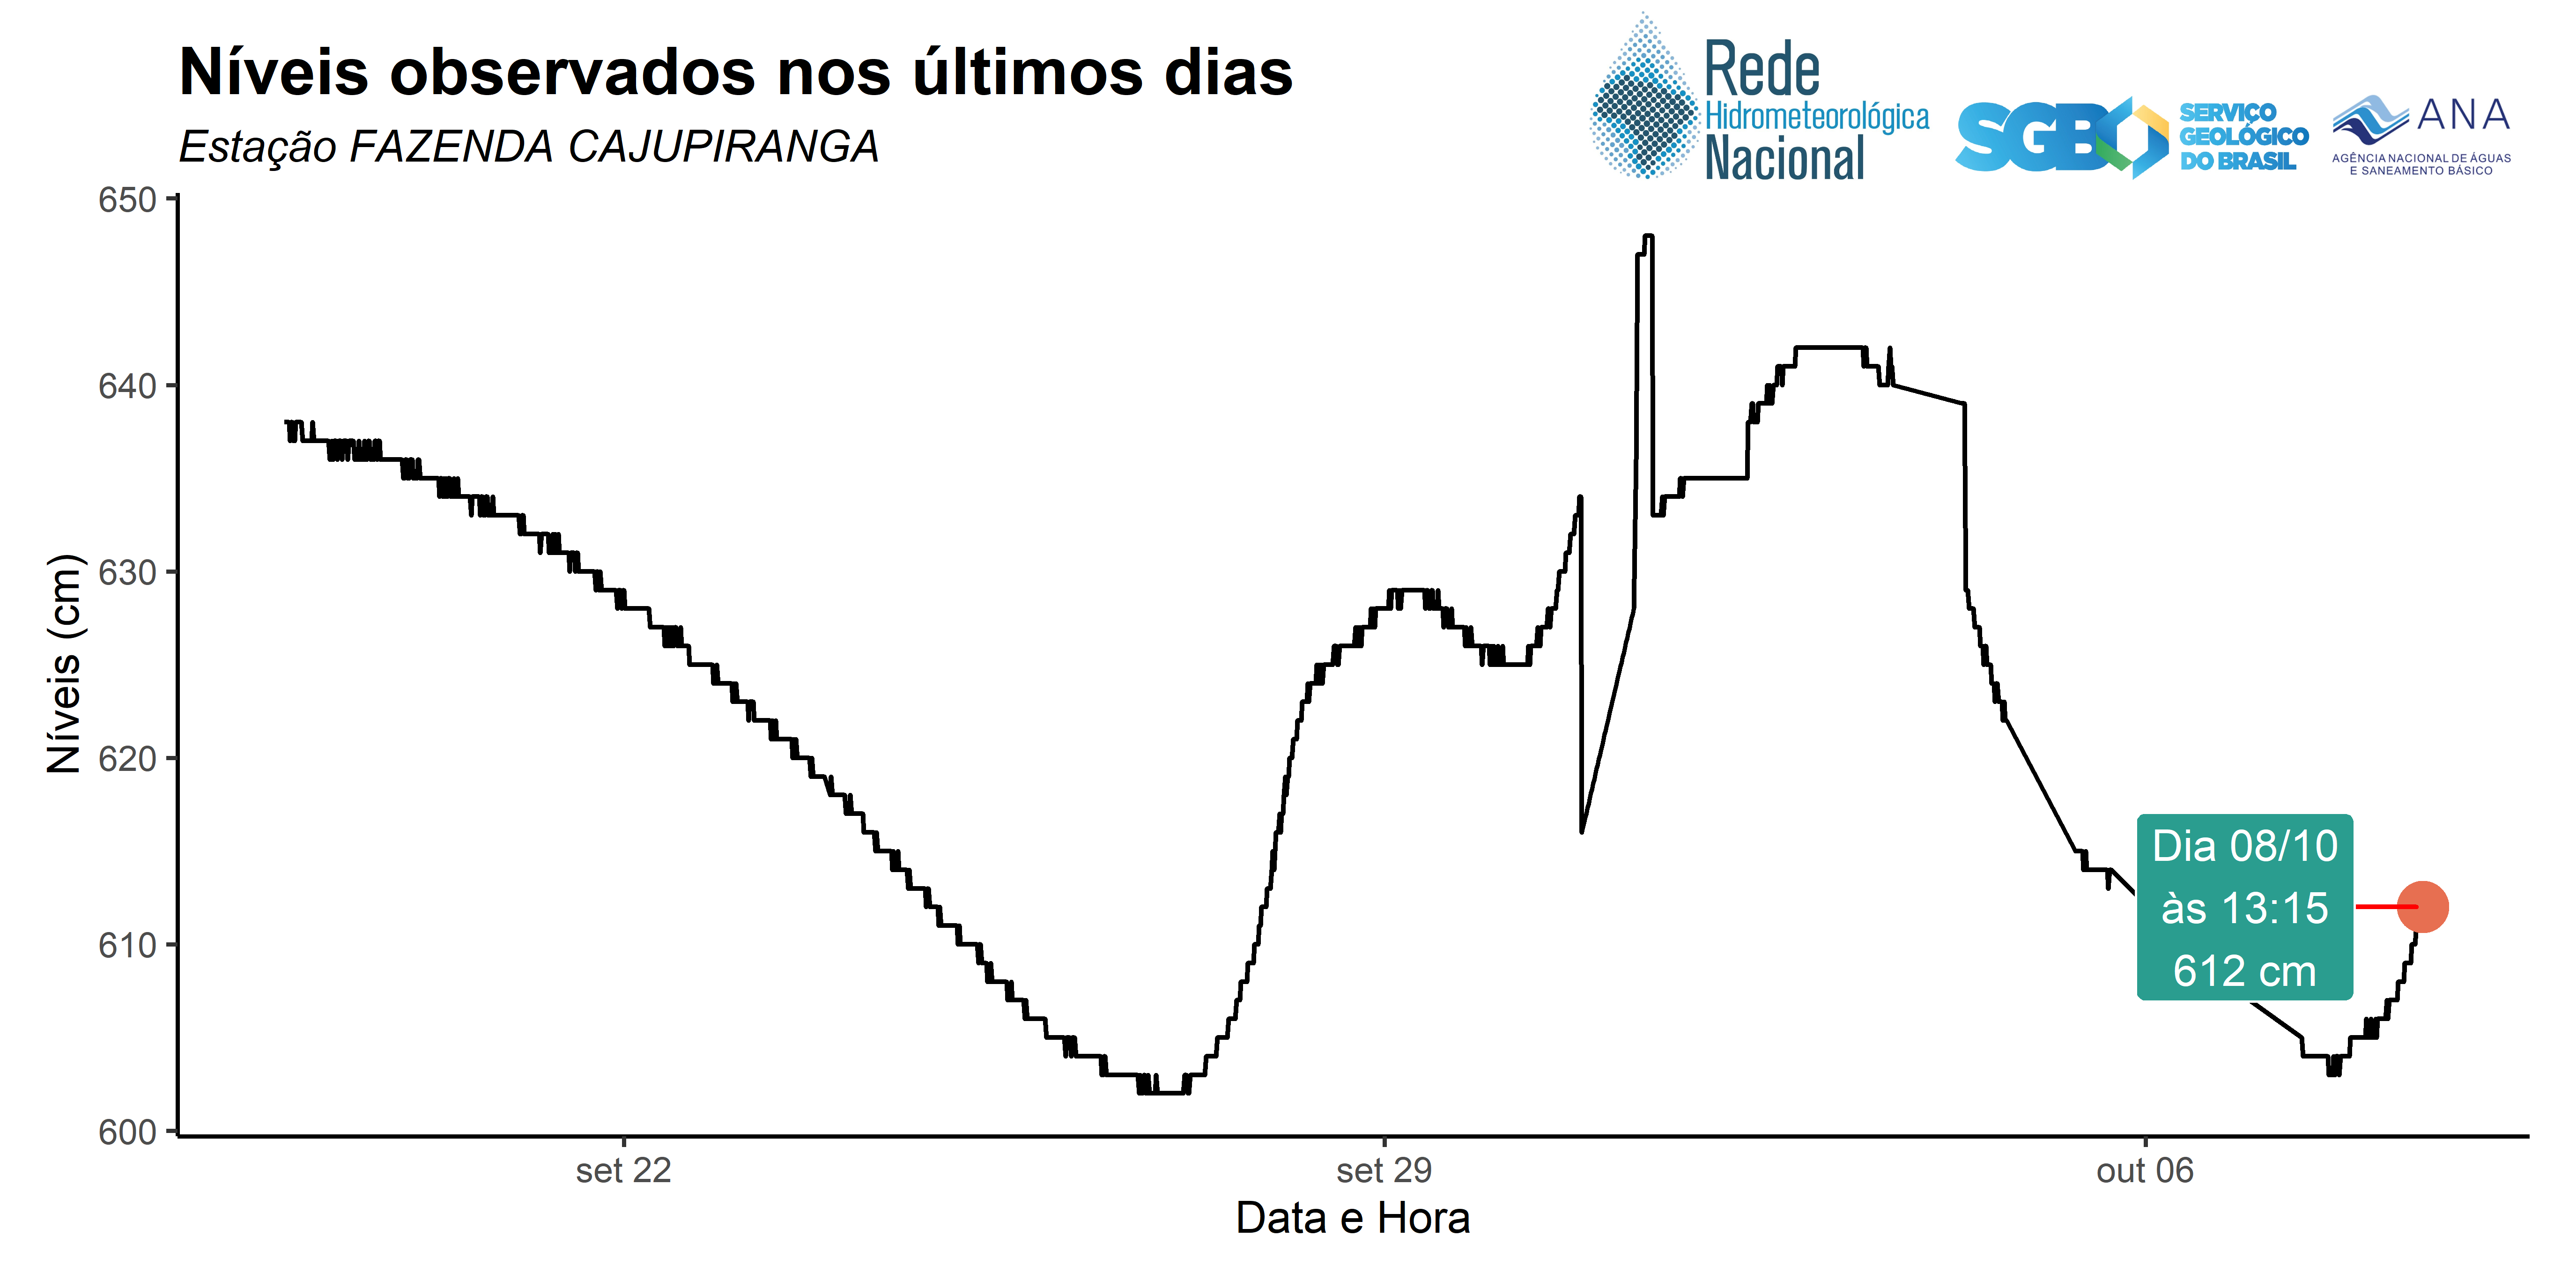 Níveis observados nos últimos dias
Estação FAZENDA CAJUPIRANGA
Rede
Hidrometeorológica
Nacional
SGB
SERVIÇO
GEOLÓGICO
DO BRASIL
ANA
AGÊNCIA NACIONAL DE ÁGUAS
E SANEAMENTO BÁSICO
Níveis (cm)
650
640
630
620
610
600
Dia 08/10
às 13:15
612 cm
set 22
set 29
out 06
Data e Hora